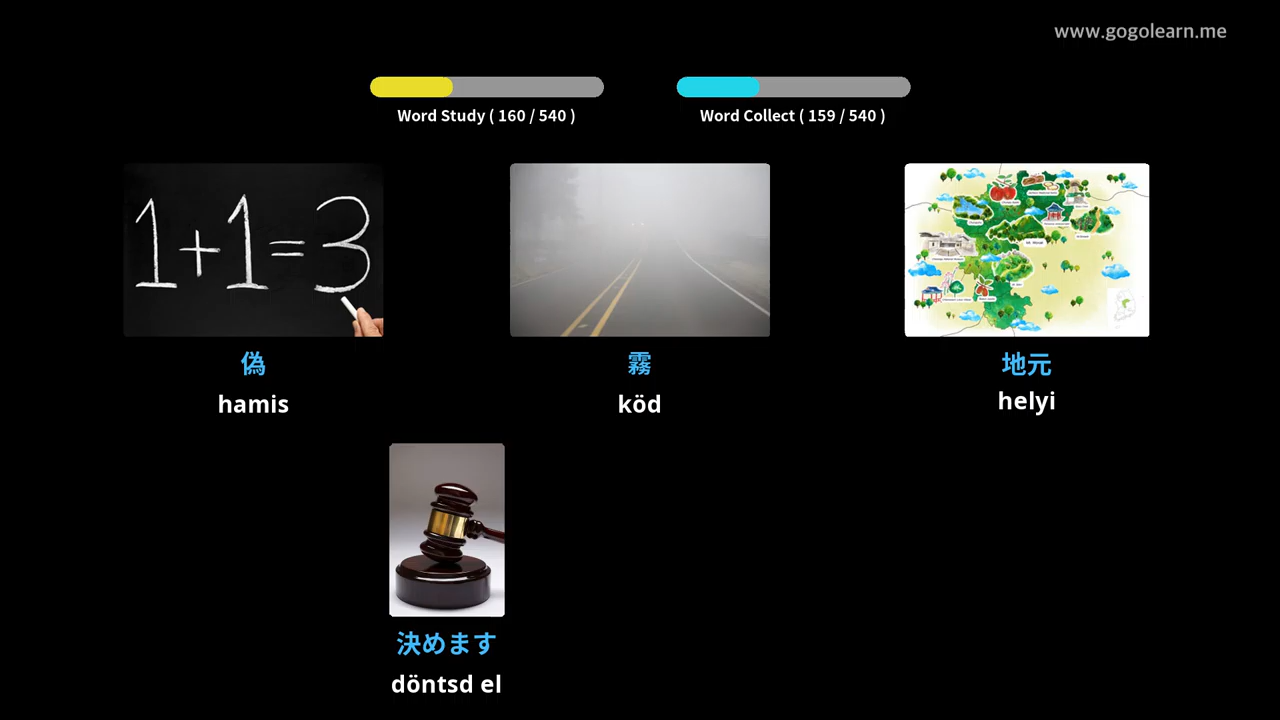 www.gogolearn.me
Word Study ( 160 / 540 )
Word Collect ( 159 / 540 )
1+1=3
偽
hamis
霧
köd
地元
helyi
決めます
döntsd el